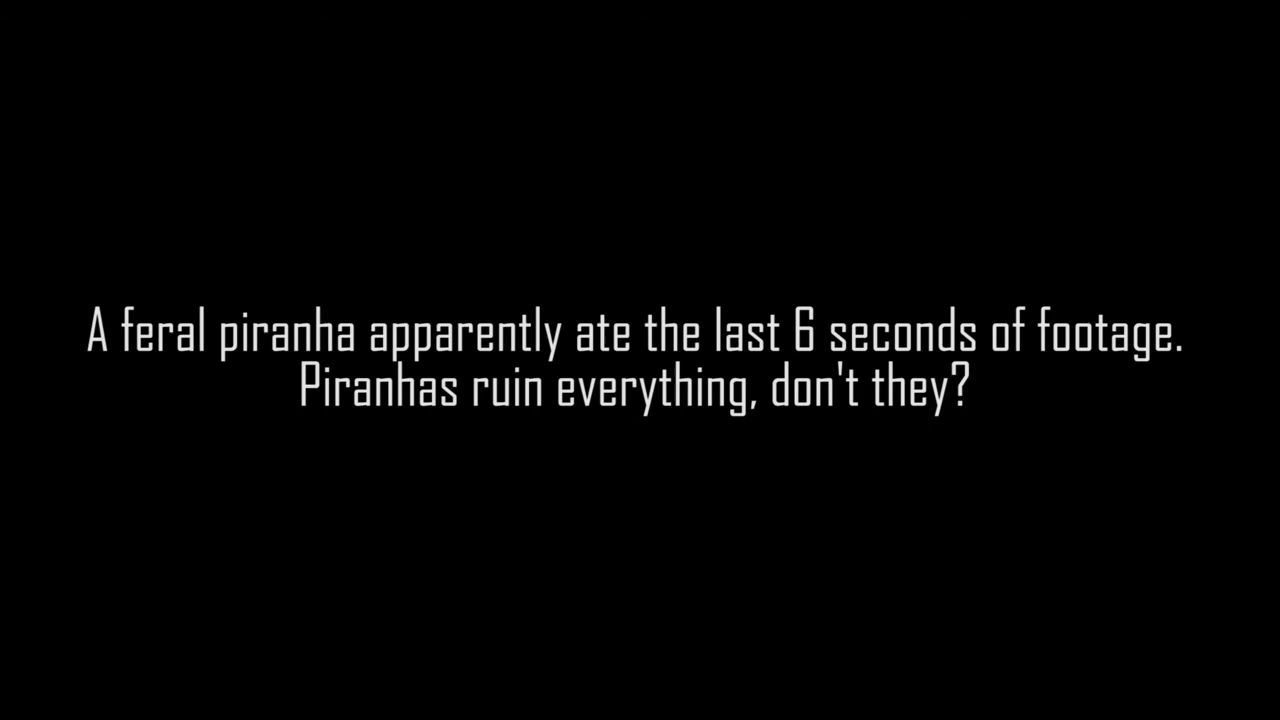 A feral piranha apparently ate the last 6 seconds of footage.
Piranhas ruin everything, don't they?